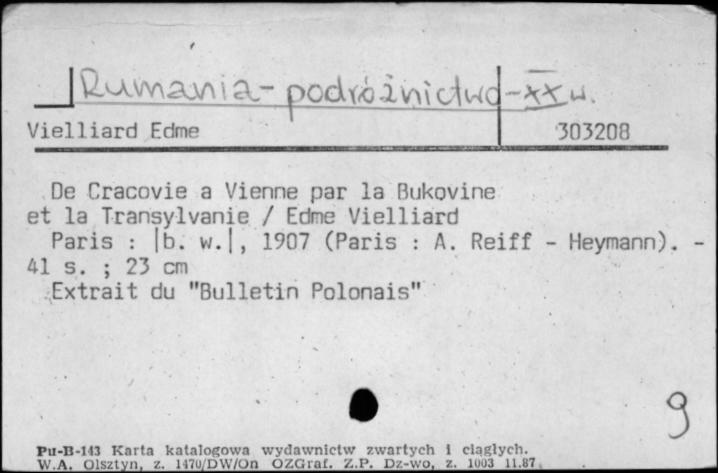 Rumania - podróżnictwo - XX w.
Vielliard Edme 303208
De Cracovie a Vienne par la Bukovine
et la Transylvanie / Edme Vielliard
Paris : |b. w.|, 1907 (Paris : A. Reiff - Heymann). -
41 s. ; 23 cm
Extrait du "Bulletin Polonais"
g
Pu-B-143 Karta katalogowa wydawnictw zwartych i ciągłych.
W.A. Olsztyn, z. 1470/DW/On OZGraf. Z.P. Dz-wo, z. 1003 11.87